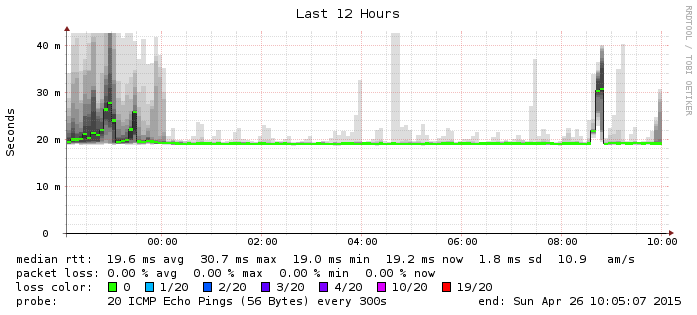 Last 12 Hours
RRDTOOL / TOBI OETIKER
Seconds
40 m
30 m
20 m
10 m
0
00:00 02:00 04:00 06:00 08:00 10:00
median rtt: 19.6 ms avg 30.7 ms max 19.0 ms min 19.2 ms now 1.8 ms sd 10.9 am/s
packet loss: 0.00 % avg 0.00 % max 0.00 % min 0.00 % now
loss color: 0 1/20 2/20 3/20 4/20 10/20 19/20
probe: 20 ICMP Echo Pings (56 Bytes) every 300s end: Sun Apr 26 10:05:07 2015